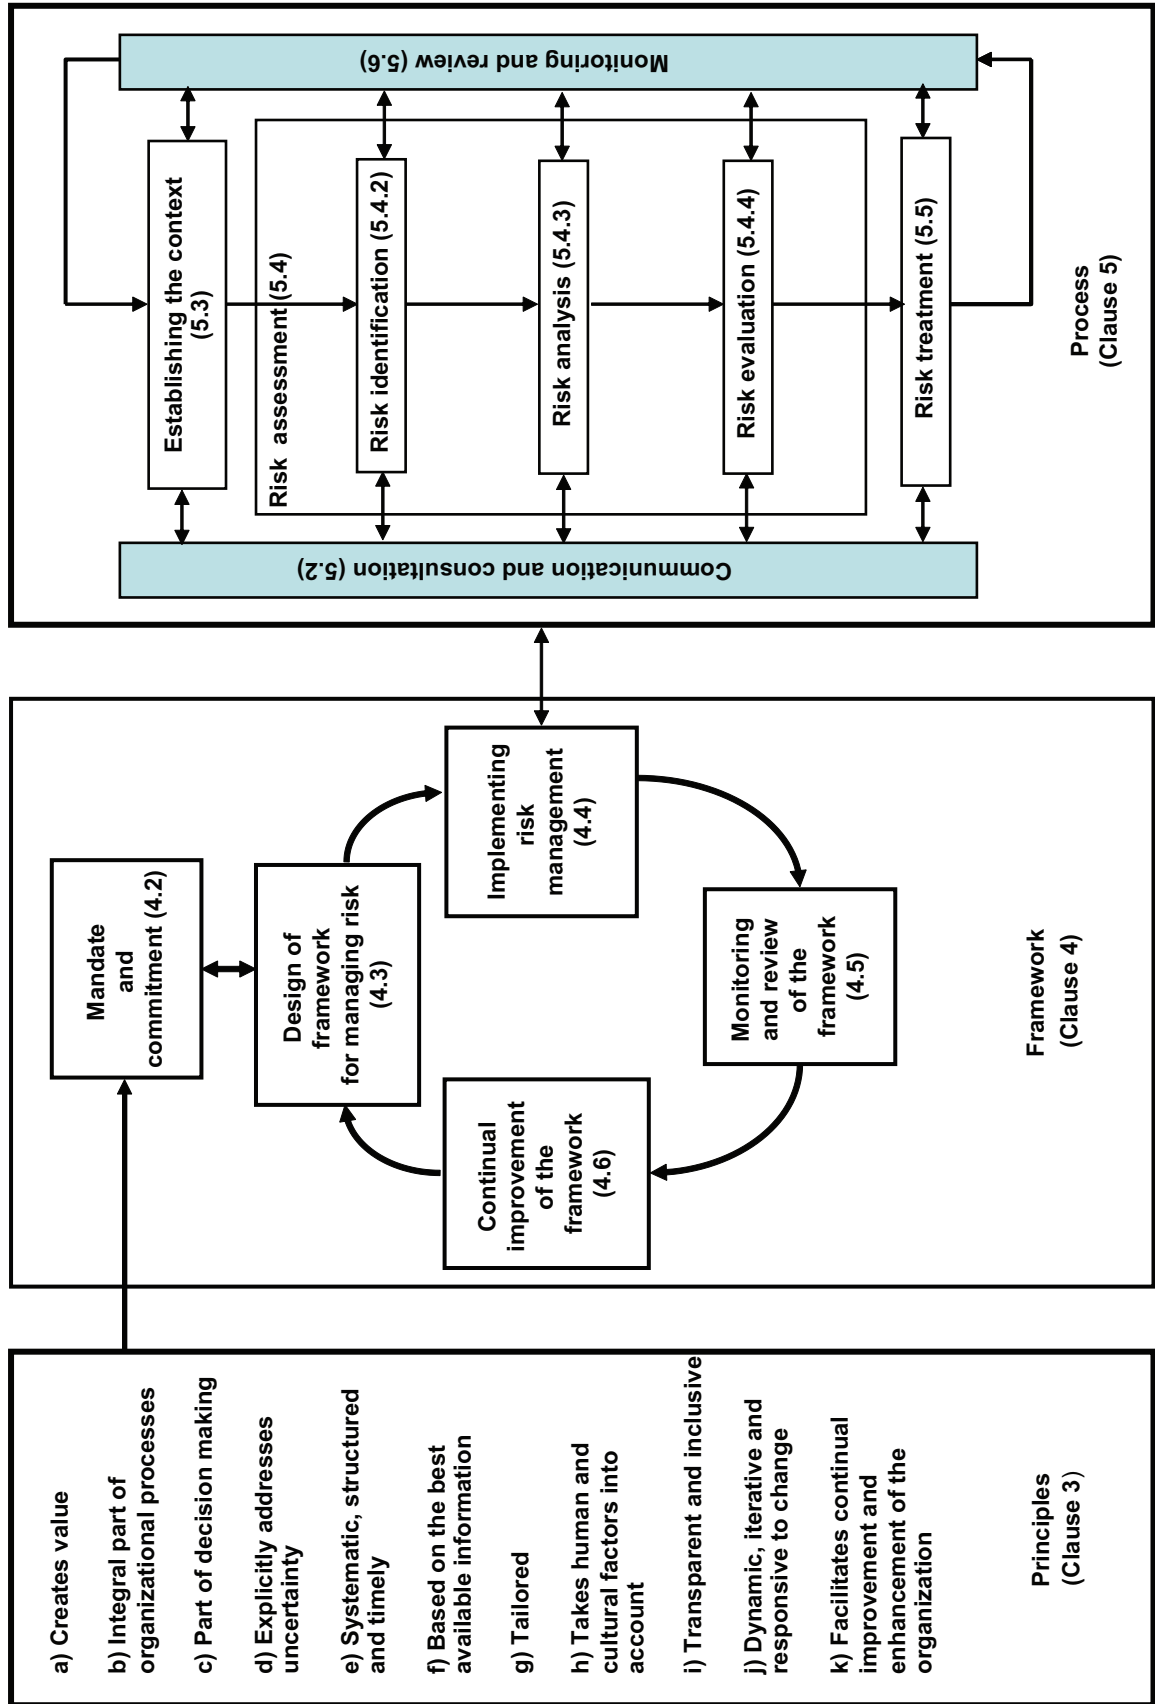 a) Creates value
b) Integral part of
organizational processes
c) Part of decision making
d) Explicitly addresses
uncertainty
e) Systematic, structured
and timely
f) Based on the best
available information
g) Tailored
h) Takes human and
cultural factors into
account
i) Transparent and inclusive
j) Dynamic, iterative and
responsive to change
k) Facilitates continual
improvement and
enhancement of the
organization
Principles
(Clause 3)
Mandate
and
commitment (4.2)
Design of
framework
for managing risk
(4.3)
Implementing
risk
management
(4.4)
Monitoring
and review
of the
framework
(4.5)
Continual
improvement
of the
framework
(4.6)
Framework
(Clause 4)
Communication and consultation (5.2)
Establishing the context
(5.3)
Risk assessment (5.4)
Risk identification (5.4.2)
Risk analysis (5.4.3)
Risk evaluation (5.4.4)
Risk treatment (5.5)
Monitoring and review (5.6)
Process
(Clause 5)